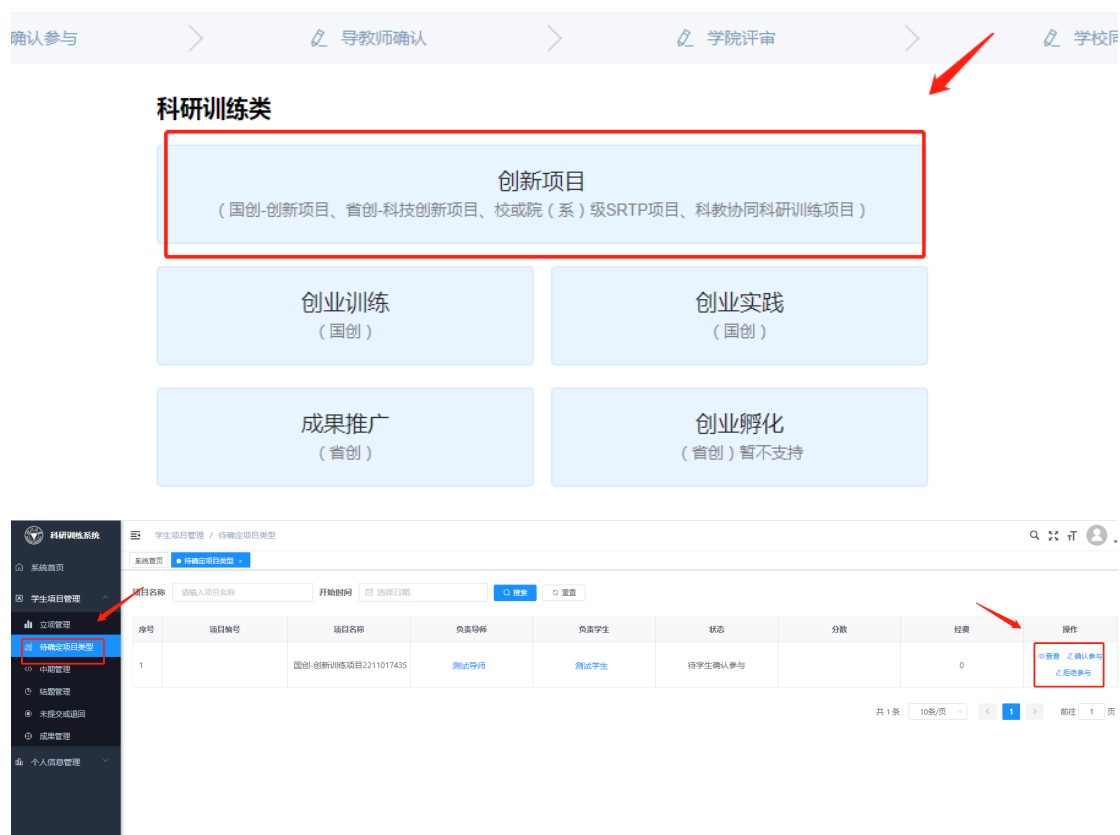 确认参与
导教师确认
学院评审
学校同
科研训练类
创新项目
（国创-创新项目、省创-科技创新项目、校或院（系）级SRTP项目、科教协同科研训练项目）
创业训练
（国创）
创业实践
（国创）
成果推广
（省创）
创业孵化
（省创）暂不支持
科研训练系统
学生项目管理 / 待确定项目类型
系统首页
待确定项目类型 ×
系统首页
学生项目管理
立项管理
待确定项目类型
中期管理
结题管理
未提交或退回
成果管理
个人信息管理
项目名称 请输入项目名称 开始时间 选择日期 搜索 重置
序号 项目编号 项目名称 负责导师 负责学生 状态 分数 经费 操作
1 国创-创新训练项目2211017435 测试导师 测试学生 待学生确认参与 0 查看 确认参与
拒绝参与
共 1 条 10条/页 < 1 > 前往 1 页